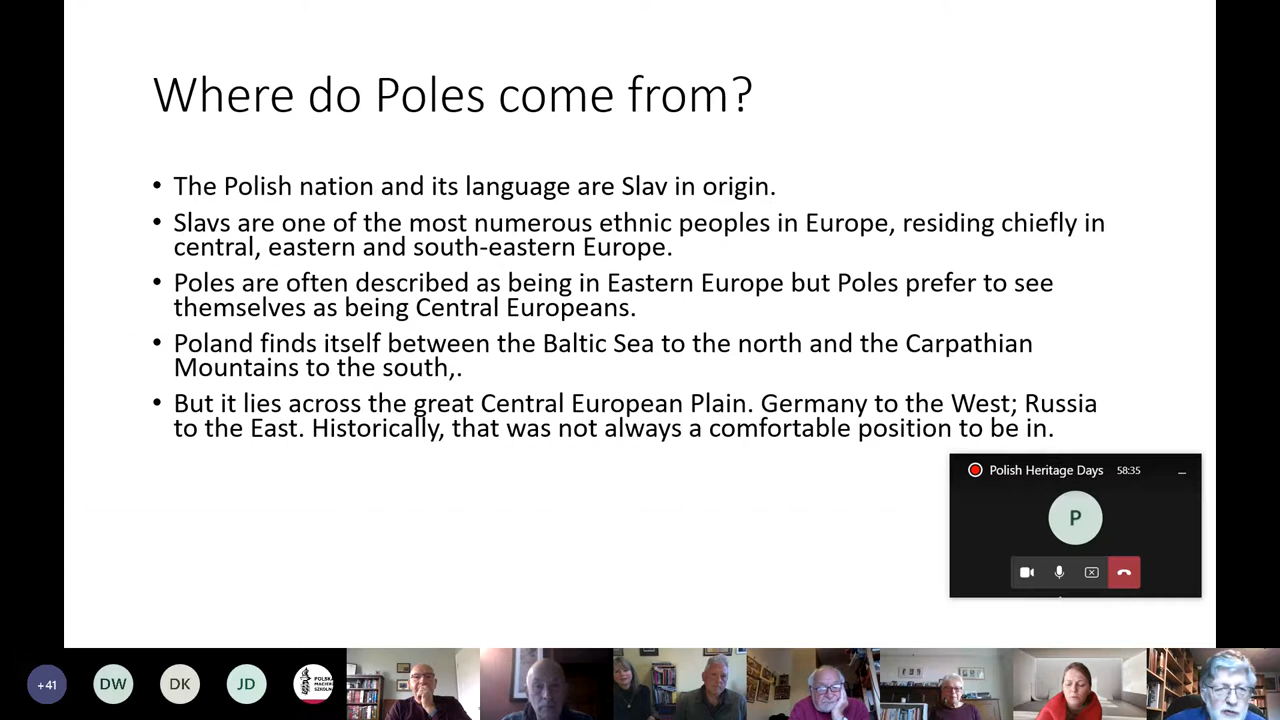 Where do Poles come from?
• The Polish nation and its language are Slav in origin.
• Slavs are one of the most numerous ethnic peoples in Europe, residing chiefly in
central, eastern and south-eastern Europe.
• Poles are often described as being in Eastern Europe but Poles prefer to see
themselves as being Central Europeans.
• Poland finds itself between the Baltic Sea to the north and the Carpathian
Mountains to the south,.
• But it lies across the great Central European Plain. Germany to the West; Russia
to the East. Historically, that was not always a comfortable position to be in.
Polish Heritage Days 58:35
P
+41 DW DK JD
POLSKA
MACIER
SZKOLN